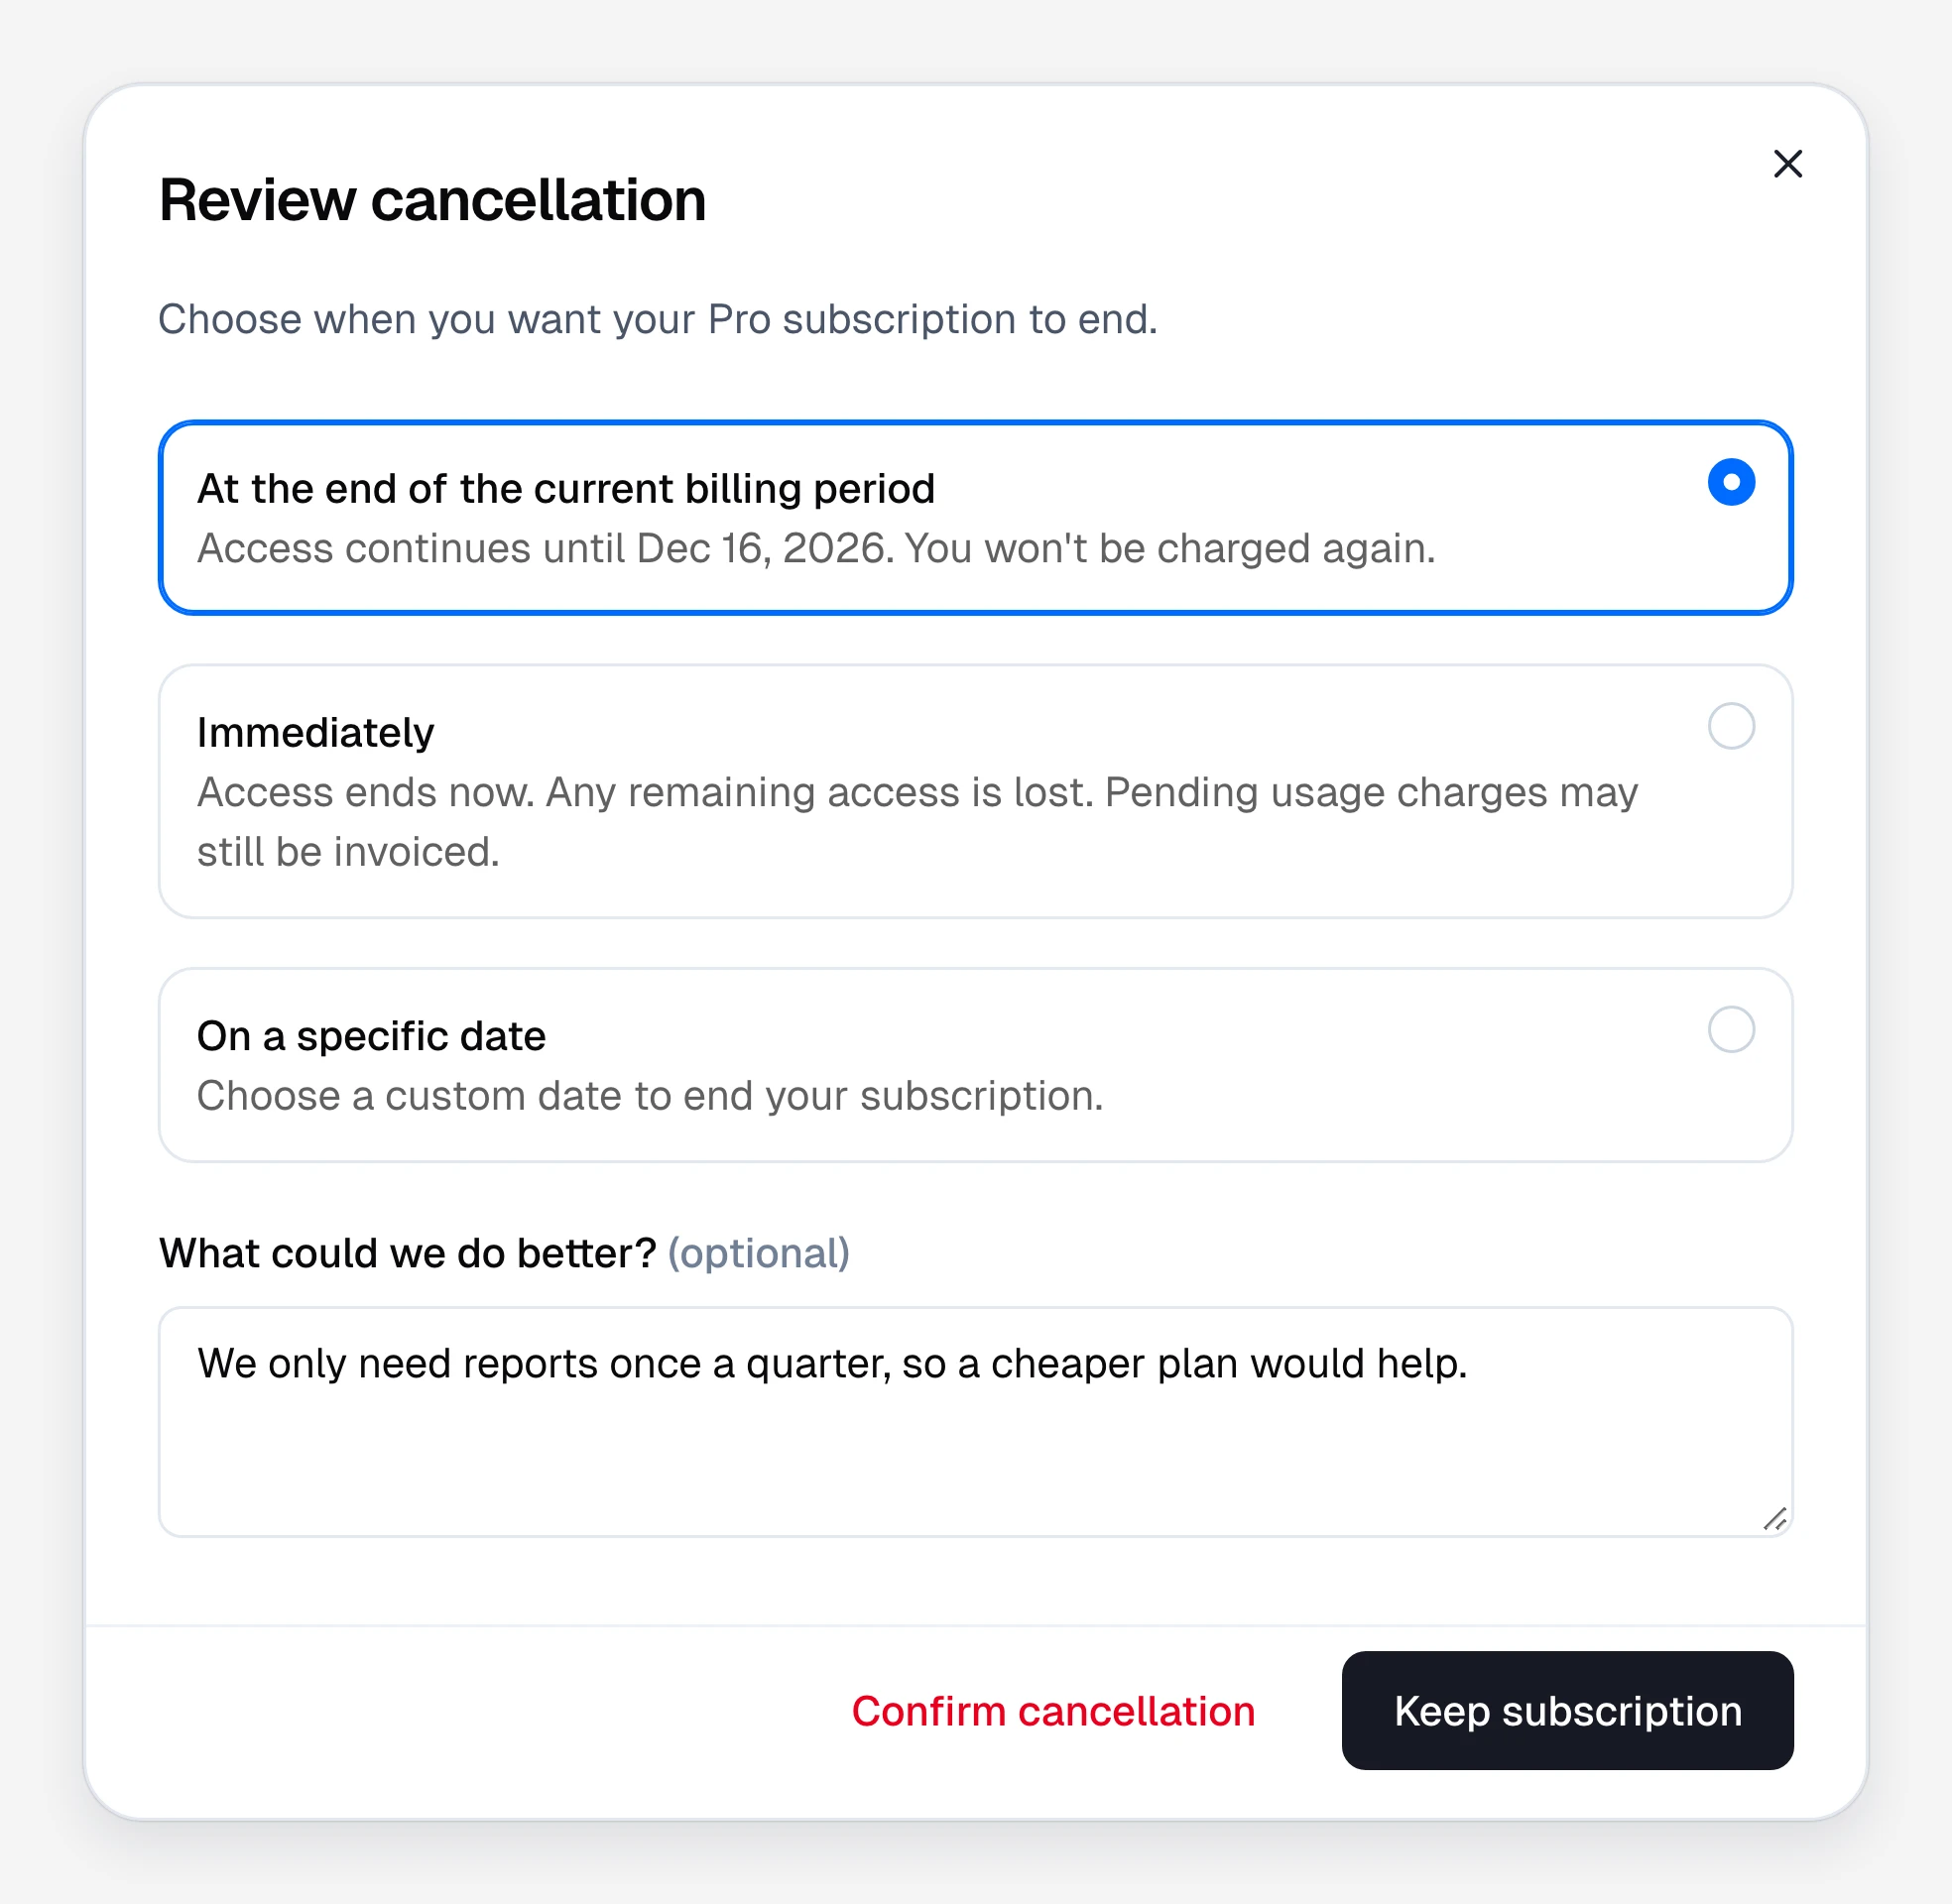 Review cancellation
Choose when you want your Pro subscription to end.
At the end of the current billing period
Access continues until Dec 16, 2026. You won't be charged again.
Immediately
Access ends now. Any remaining access is lost. Pending usage charges may
still be invoiced.
On a specific date
Choose a custom date to end your subscription.
What could we do better? (optional)
We only need reports once a quarter, so a cheaper plan would help.
Confirm cancellation
Keep subscription